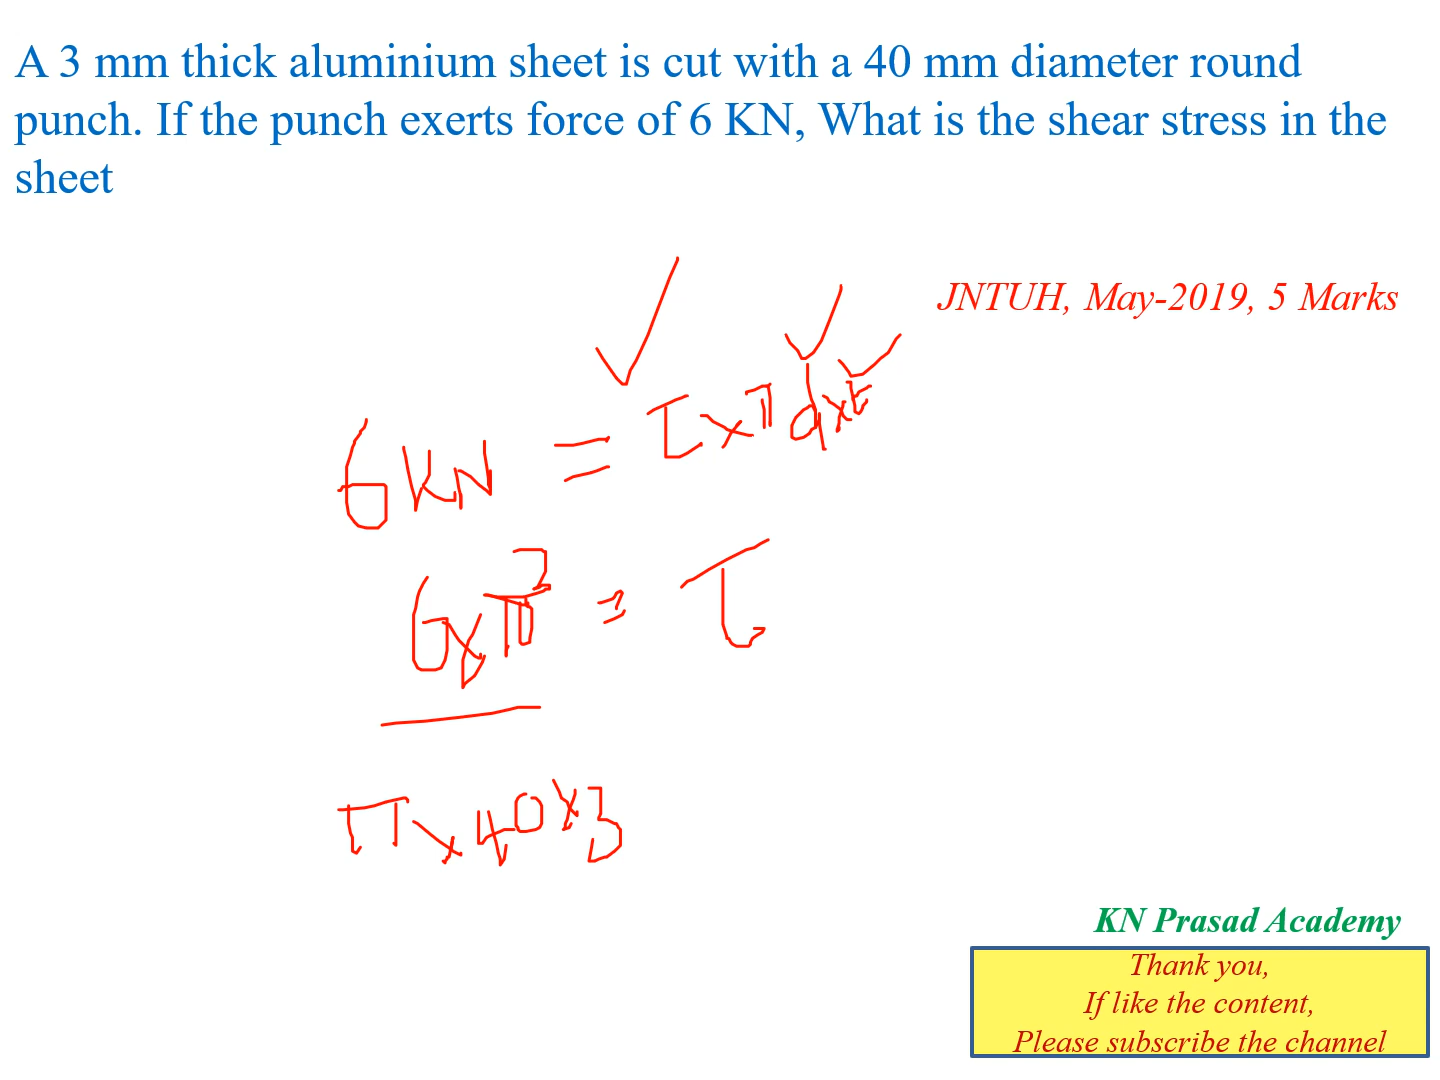 A 3 mm thick aluminium sheet is cut with a 40 mm diameter round
punch. If the punch exerts force of 6 KN, What is the shear stress in the
sheet
JNTUH, May-2019, 5 Marks
6 KN = τ × π d × t
6 × 10³ = τ
π × 40 × 3
KN Prasad Academy
Thank you,
If like the content,
Please subscribe the channel